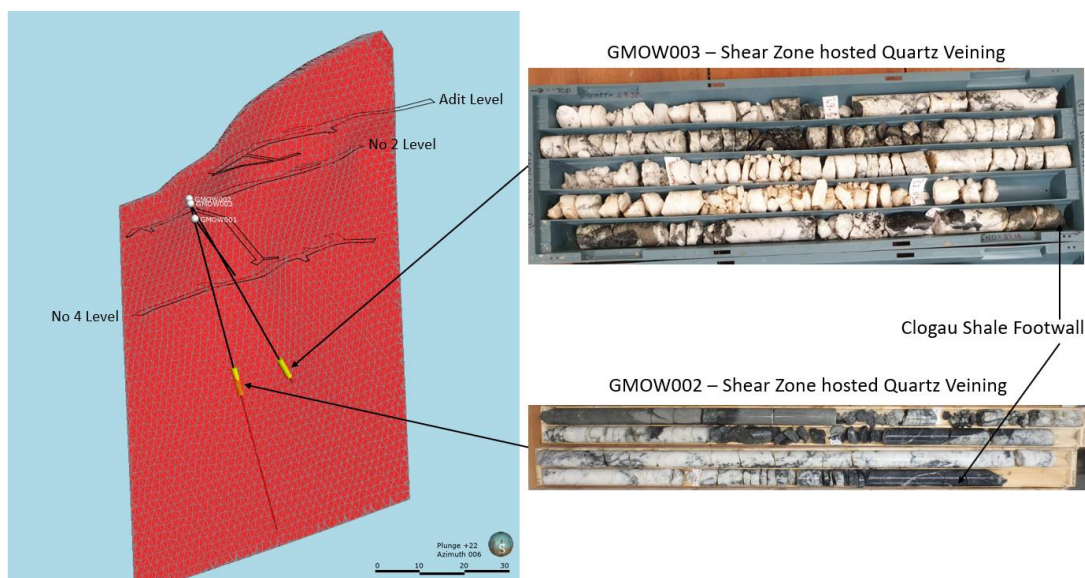 GMOW003 – Shear Zone hosted Quartz Veining
Adit Level
No 2 Level
GMOW003
GMOW001
No 4 Level
Clogau Shale Footwall
GMOW002 – Shear Zone hosted Quartz Veining
Plunge +22
Azimuth 006
S
0 10 20 30